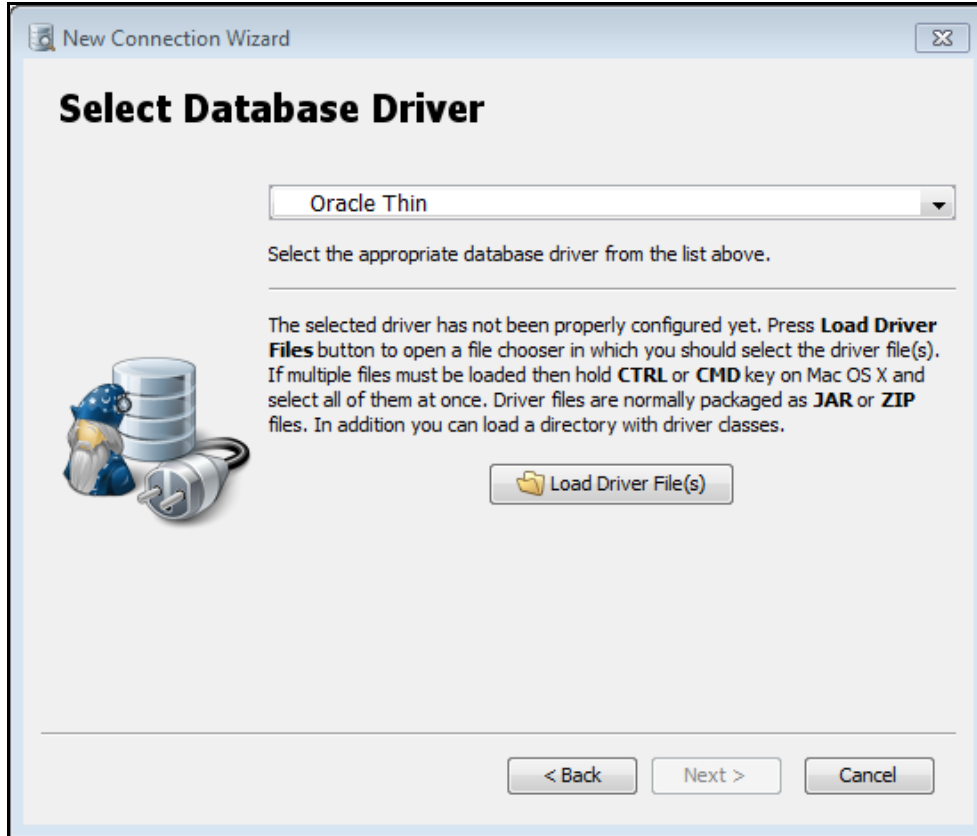 New Connection Wizard
Select Database Driver
Oracle Thin
Select the appropriate database driver from the list above.
The selected driver has not been properly configured yet. Press Load Driver
Files button to open a file chooser in which you should select the driver file(s).
If multiple files must be loaded then hold CTRL or CMD key on Mac OS X and
select all of them at once. Driver files are normally packaged as JAR or ZIP
files. In addition you can load a directory with driver classes.
Load Driver File(s)
< Back
Next >
Cancel